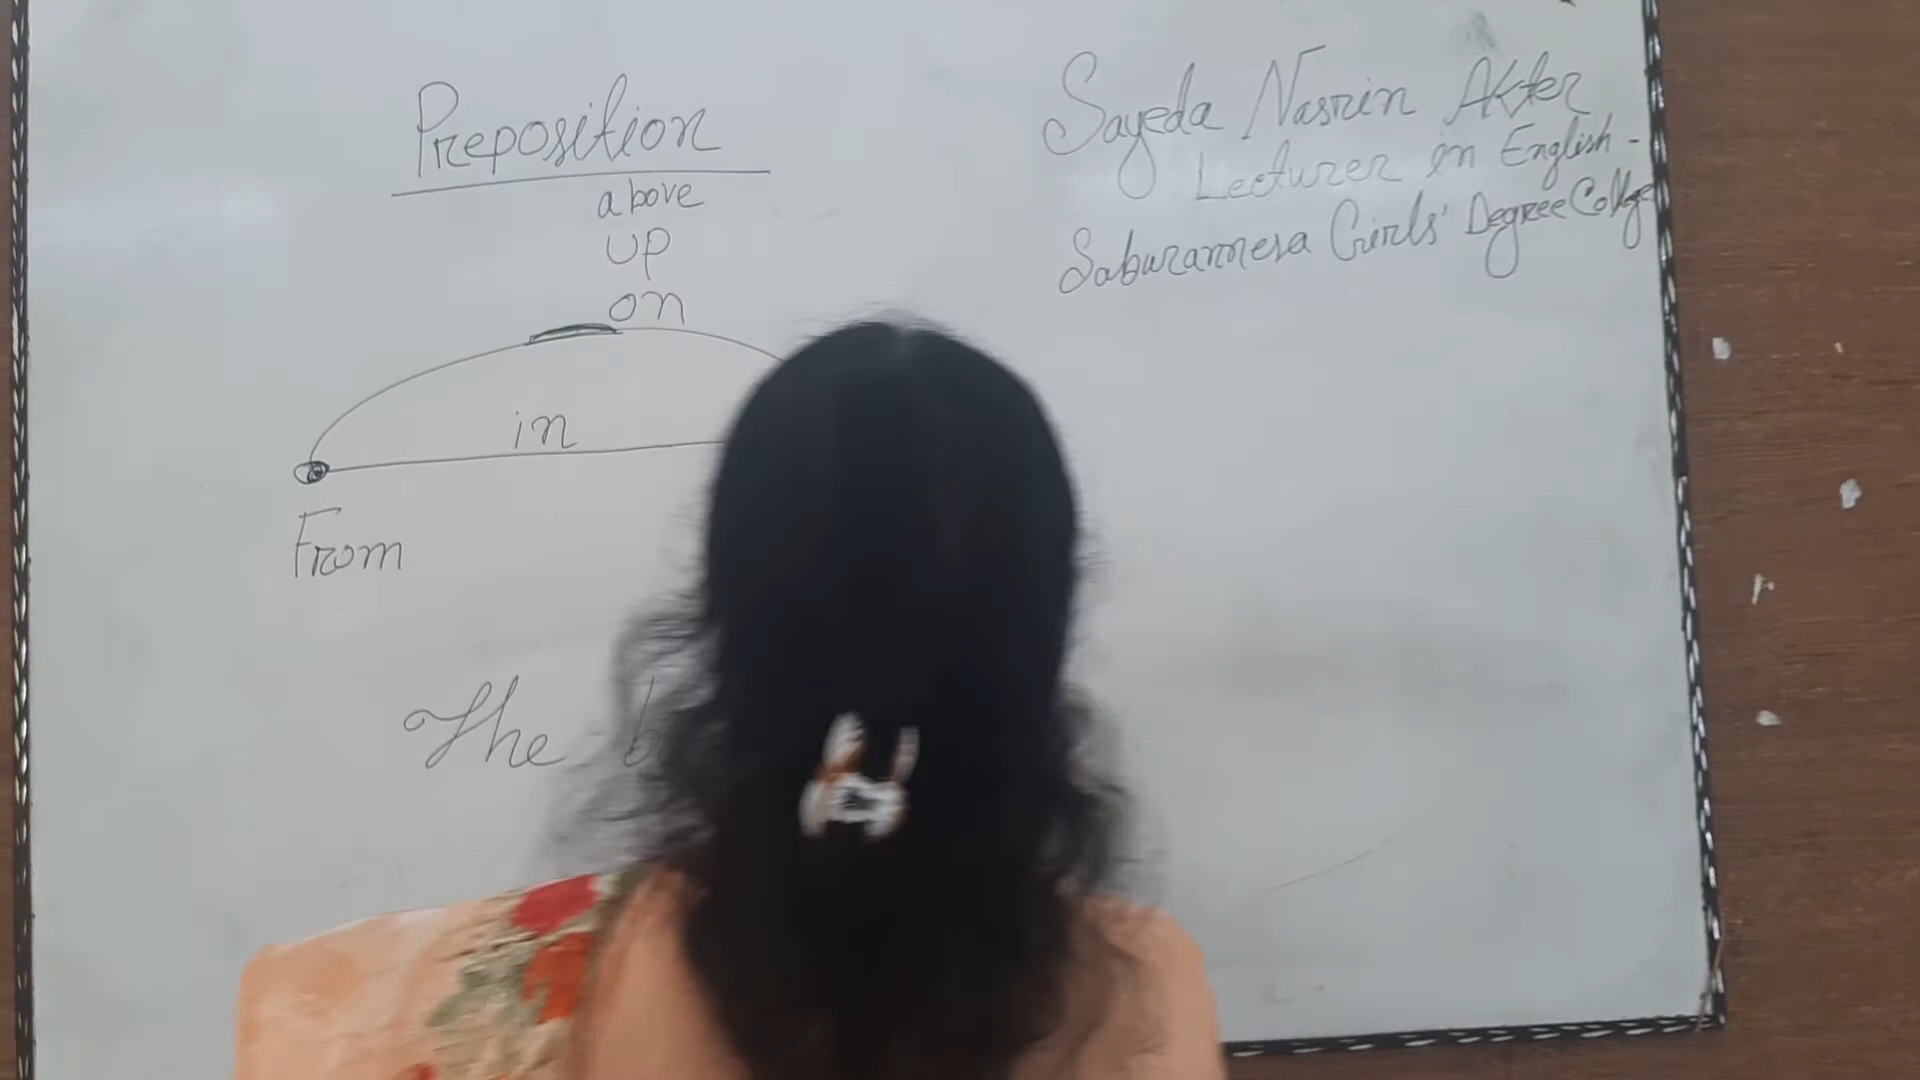 Preposition
above
up
on
in
From
The
Sayeda Nasrin Akter
Lecturer in English -
Saburannesa Girls' Degree College